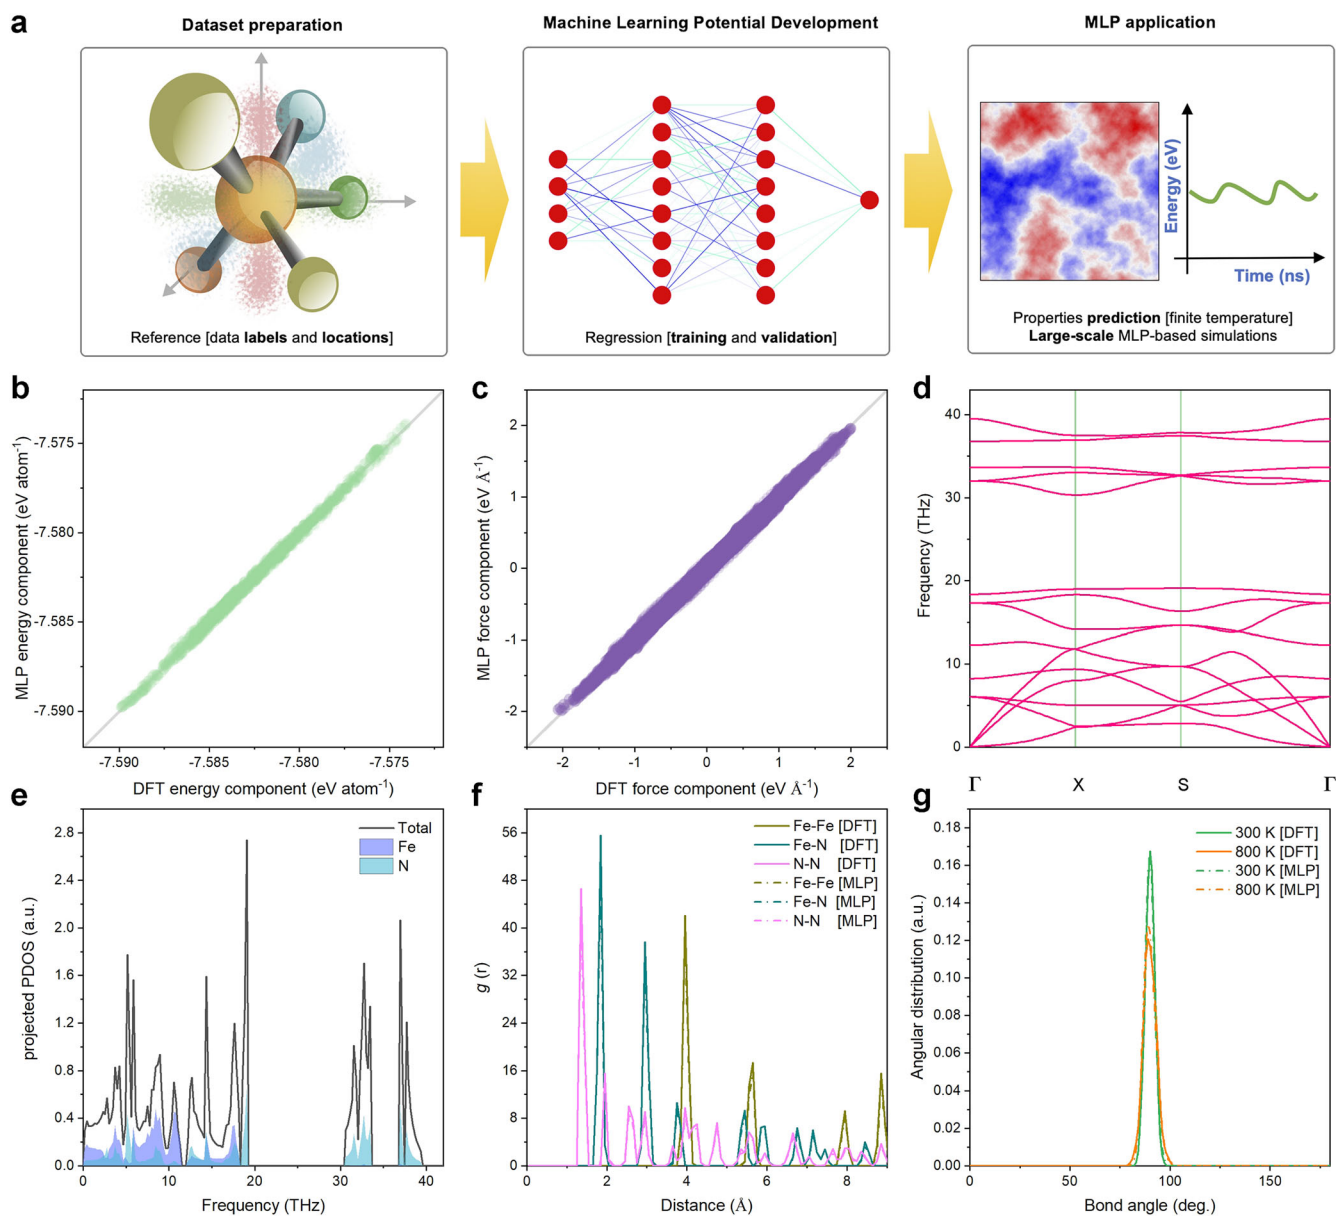 a
Dataset preparation
Machine Learning Potential Development
MLP application
Energy (eV)
Time (ns)
Reference [data labels and locations]
Regression [training and validation]
Properties prediction [finite temperature]
Large-scale MLP-based simulations
b
MLP energy component (eV atom⁻¹)
-7.575
-7.580
-7.585
-7.590
-7.590 -7.585 -7.580 -7.575
DFT energy component (eV atom⁻¹)
c
MLP force component (eV Å⁻¹)
2
1
0
-1
-2
-2 -1 0 1 2
DFT force component (eV Å⁻¹)
d
Frequency (THz)
40
30
20
10
0
Γ X S Γ
e
projected PDOS (a.u.)
2.8
2.4
2.0
1.6
1.2
0.8
0.4
0.0
Total
Fe
N
0 10 20 30 40
Frequency (THz)
f
g (r)
56
48
40
32
24
16
8
0
Fe-Fe [DFT]
Fe-N [DFT]
N-N [DFT]
Fe-Fe [MLP]
Fe-N [MLP]
N-N [MLP]
0 2 4 6 8
Distance (Å)
g
Angular distribution (a.u.)
0.18
0.16
0.14
0.12
0.10
0.08
0.06
0.04
0.02
0.00
300 K [DFT]
800 K [DFT]
300 K [MLP]
800 K [MLP]
0 50 100 150
Bond angle (deg.)